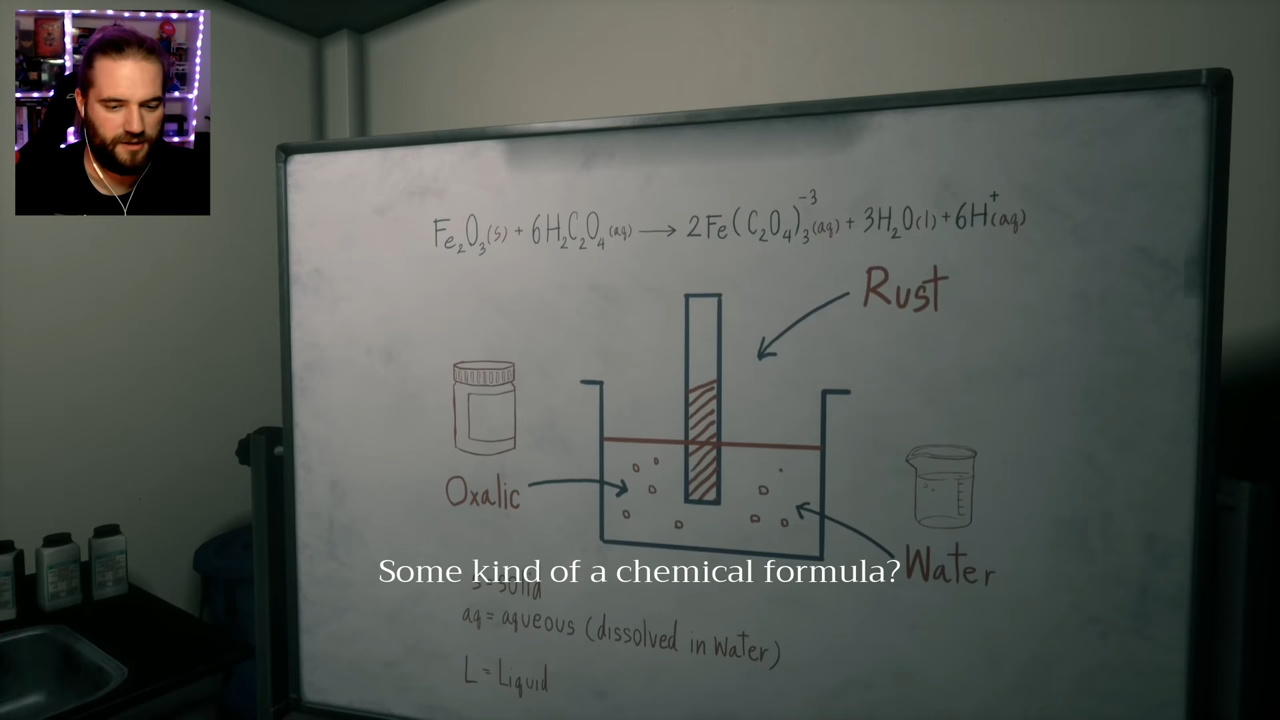 Fe2O3(s) + 6H2C2O4(aq) → 2Fe(C2O4)3^-3(aq) + 3H2O(l) + 6H^+(aq)
Rust
Oxalic
Water
Some kind of a chemical formula?
s=solid
aq = aqueous (dissolved in water)
L = Liquid